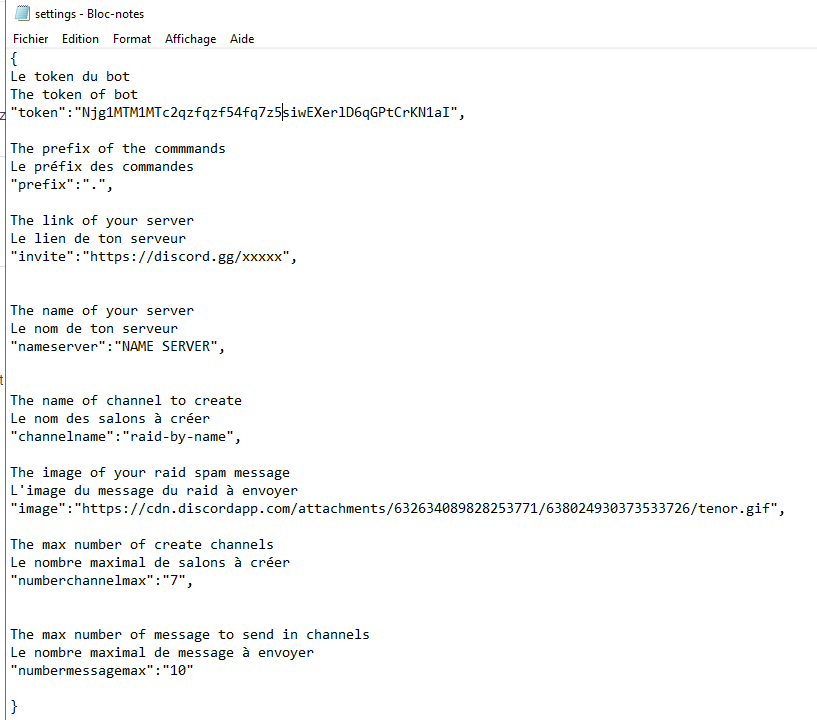 settings - Bloc-notes
Fichier Edition Format Affichage Aide
{
Le token du bot
The token of bot
"token":"Njg1MTM1MTc2qzfqzf54fq7z5siwEXerlD6qGPtCrKN1aI",
The prefix of the commmands
Le préfix des commandes
"prefix":".",
The link of your server
Le lien de ton serveur
"invite":"https://discord.gg/xxxxx",
The name of your server
Le nom de ton serveur
"nameserver":"NAME SERVER",
The name of channel to create
Le nom des salons à créer
"channelname":"raid-by-name",
The image of your raid spam message
L'image du message du raid à envoyer
"image":"https://cdn.discordapp.com/attachments/632634089828253771/638024930373533726/tenor.gif",
The max number of create channels
Le nombre maximal de salons à créer
"numberchannelmax":"7",
The max number of message to send in channels
Le nombre maximal de message à envoyer
"numbermessagemax":"10"
}